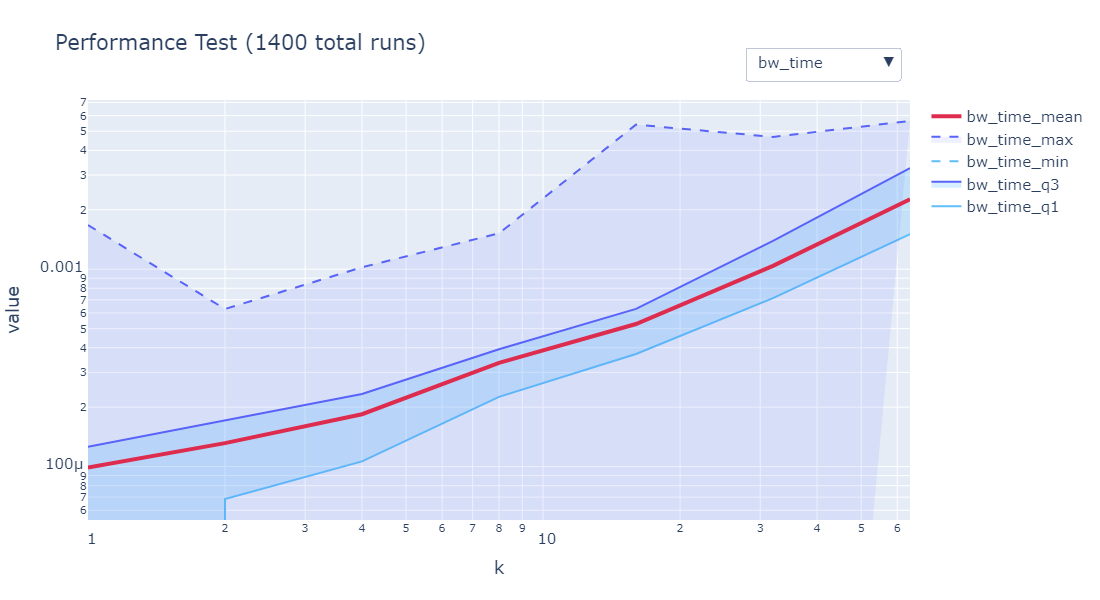 Performance Test (1400 total runs)
bw_time ▼
bw_time_mean
bw_time_max
bw_time_min
bw_time_q3
bw_time_q1
value
7
6
5
4
3
2
0.001
9
8
7
6
5
4
3
2
100μ
9
8
7
6
2 3 4 5 6 7 8 9 2 3 4 5 6
1 10
k